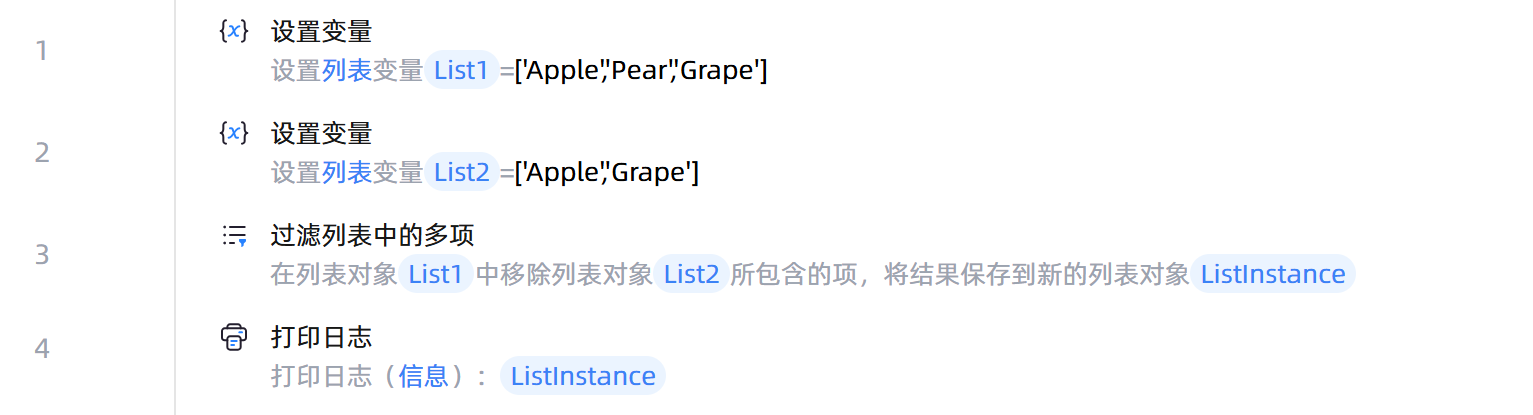 1
设置变量
设置列表变量 List1 =['Apple','Pear','Grape']
2
设置变量
设置列表变量 List2 =['Apple','Grape']
3
过滤列表中的多项
在列表对象 List1 中移除列表对象 List2 所包含的项，将结果保存到新的列表对象 ListInstance
4
打印日志
打印日志（信息）： ListInstance